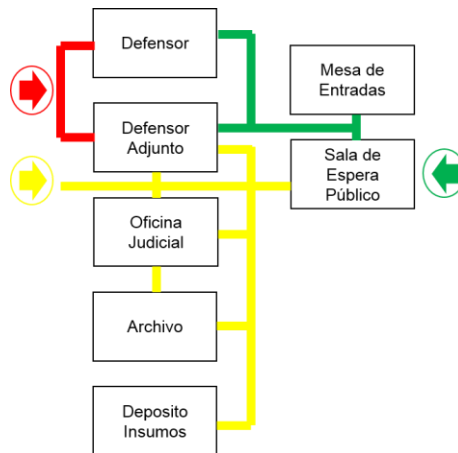 Defensor
Mesa de
Entradas
Defensor
Adjunto
Sala de
Espera
Público
Oficina
Judicial
Archivo
Deposito
Insumos